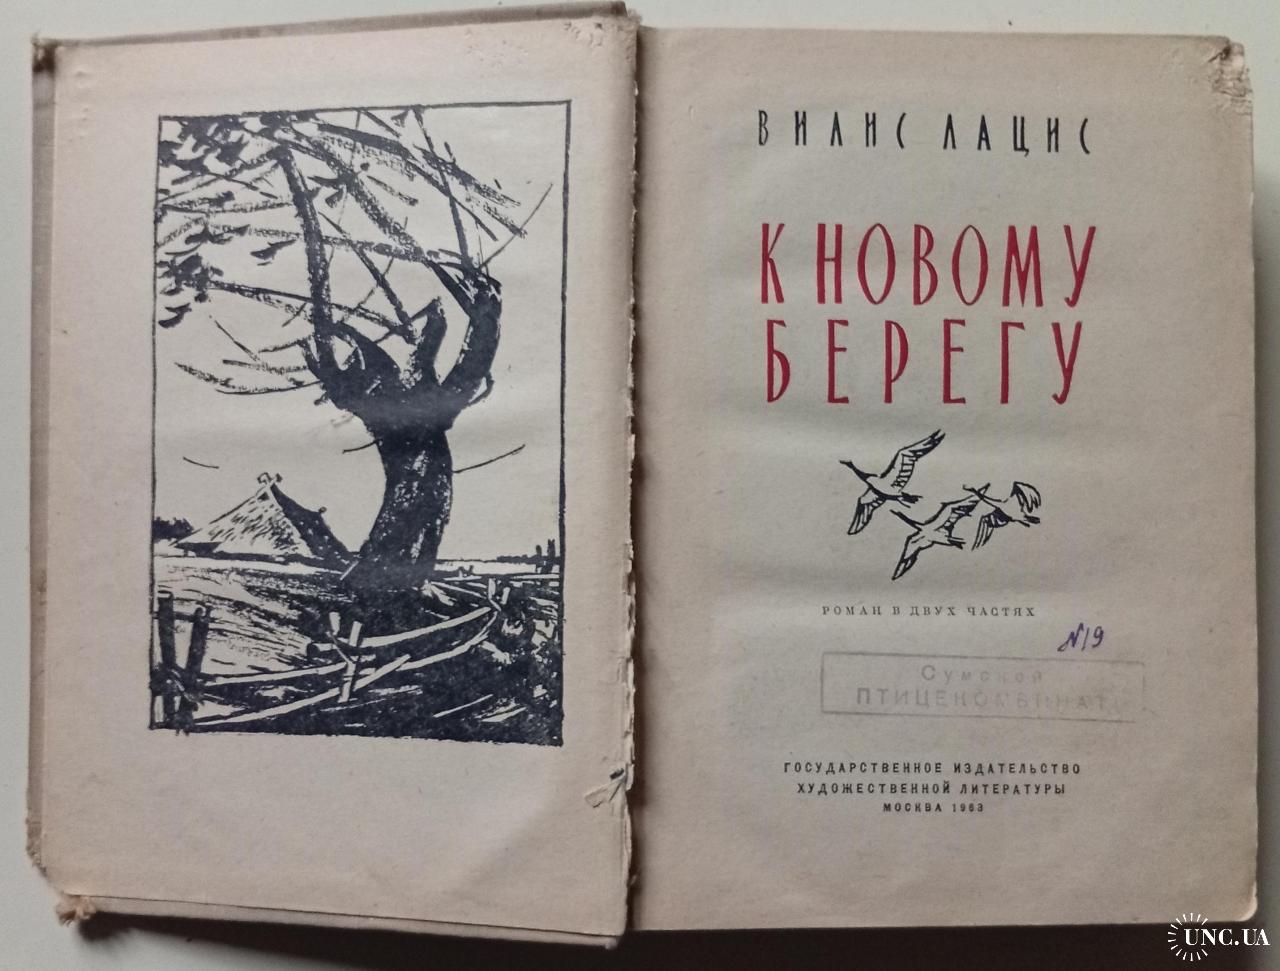 ВИЛИС ЛАЦИС
К НОВОМУ
БЕРЕГУ
РОМАН В ДВУХ ЧАСТЯХ
№19
Сумской
ПТИЦЕКОМБИНАТ
ГОСУДАРСТВЕННОЕ ИЗДАТЕЛЬСТВО
ХУДОЖЕСТВЕННОЙ ЛИТЕРАТУРЫ
МОСКВА 1963
UNC.UA